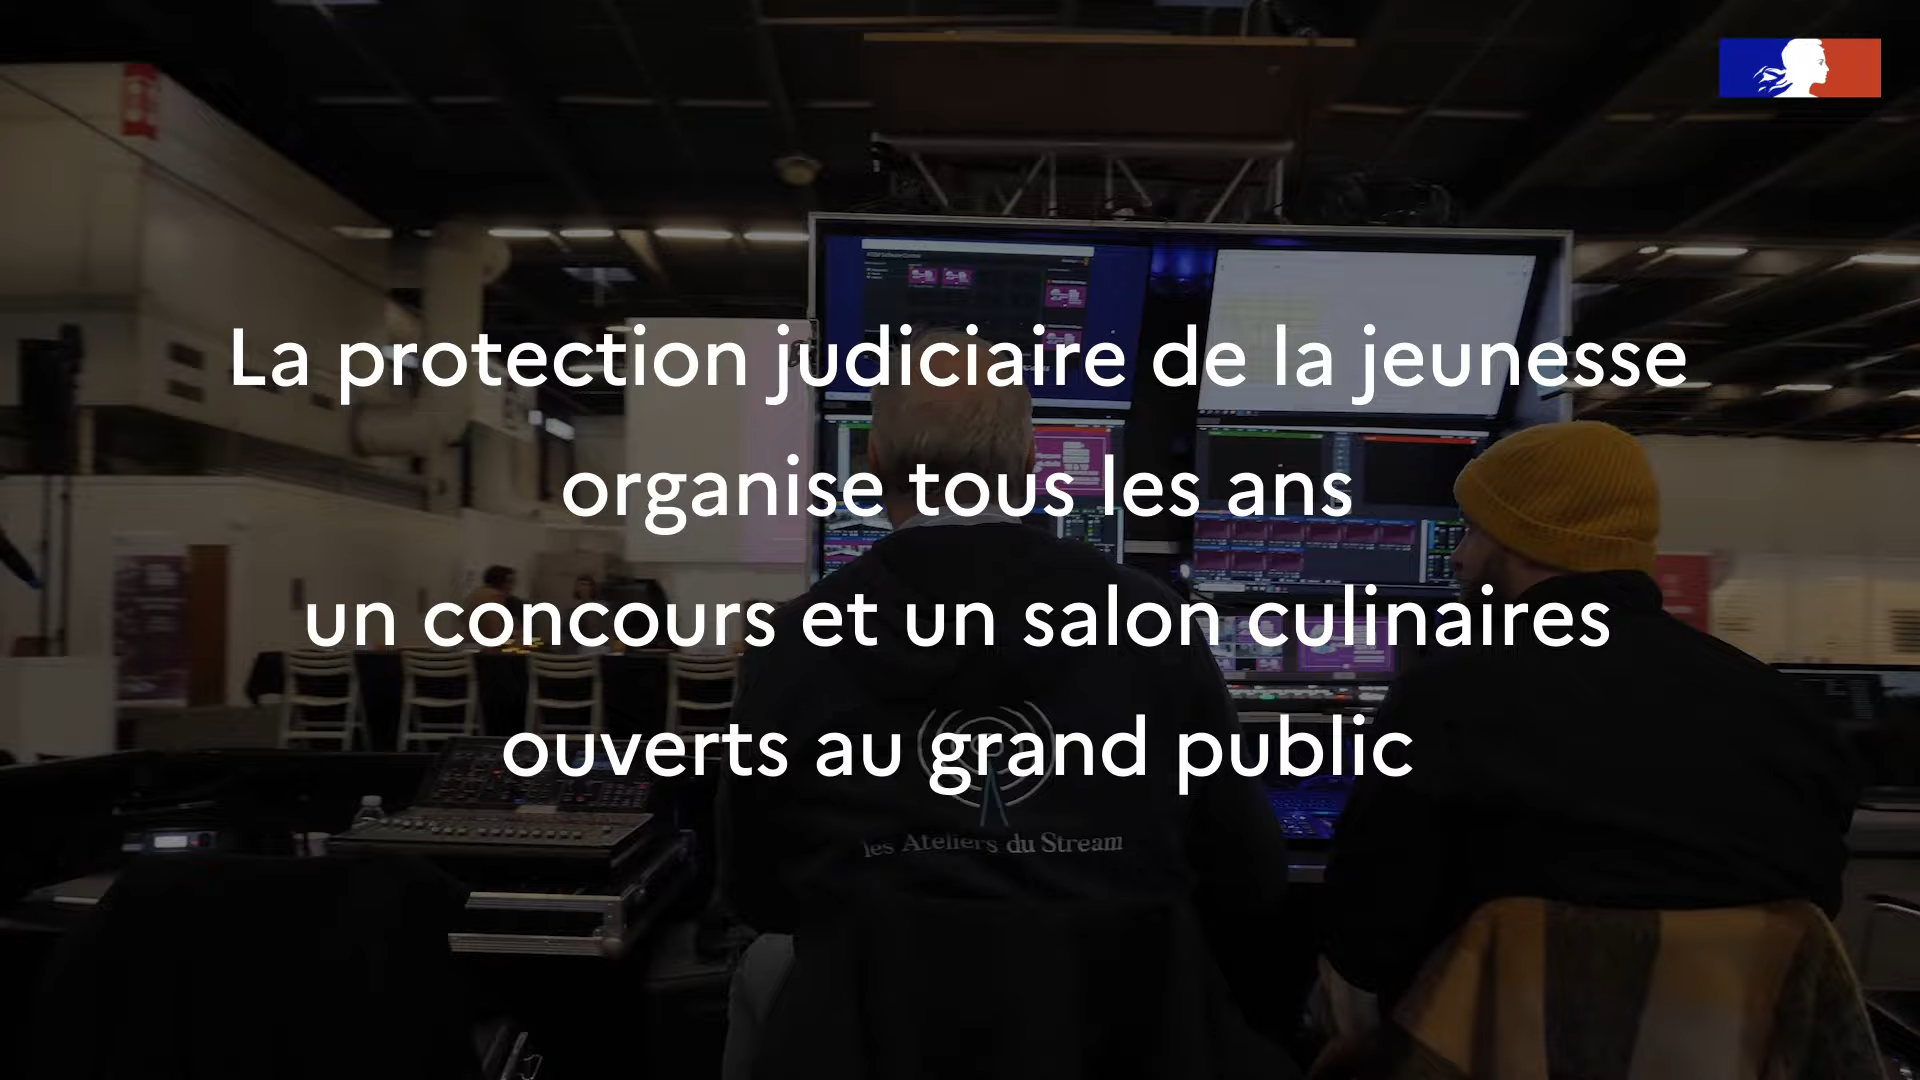 La protection judiciaire de la jeunesse
organise tous les ans
un concours et un salon culinaires
ouverts au grand public
les Ateliers du Stream